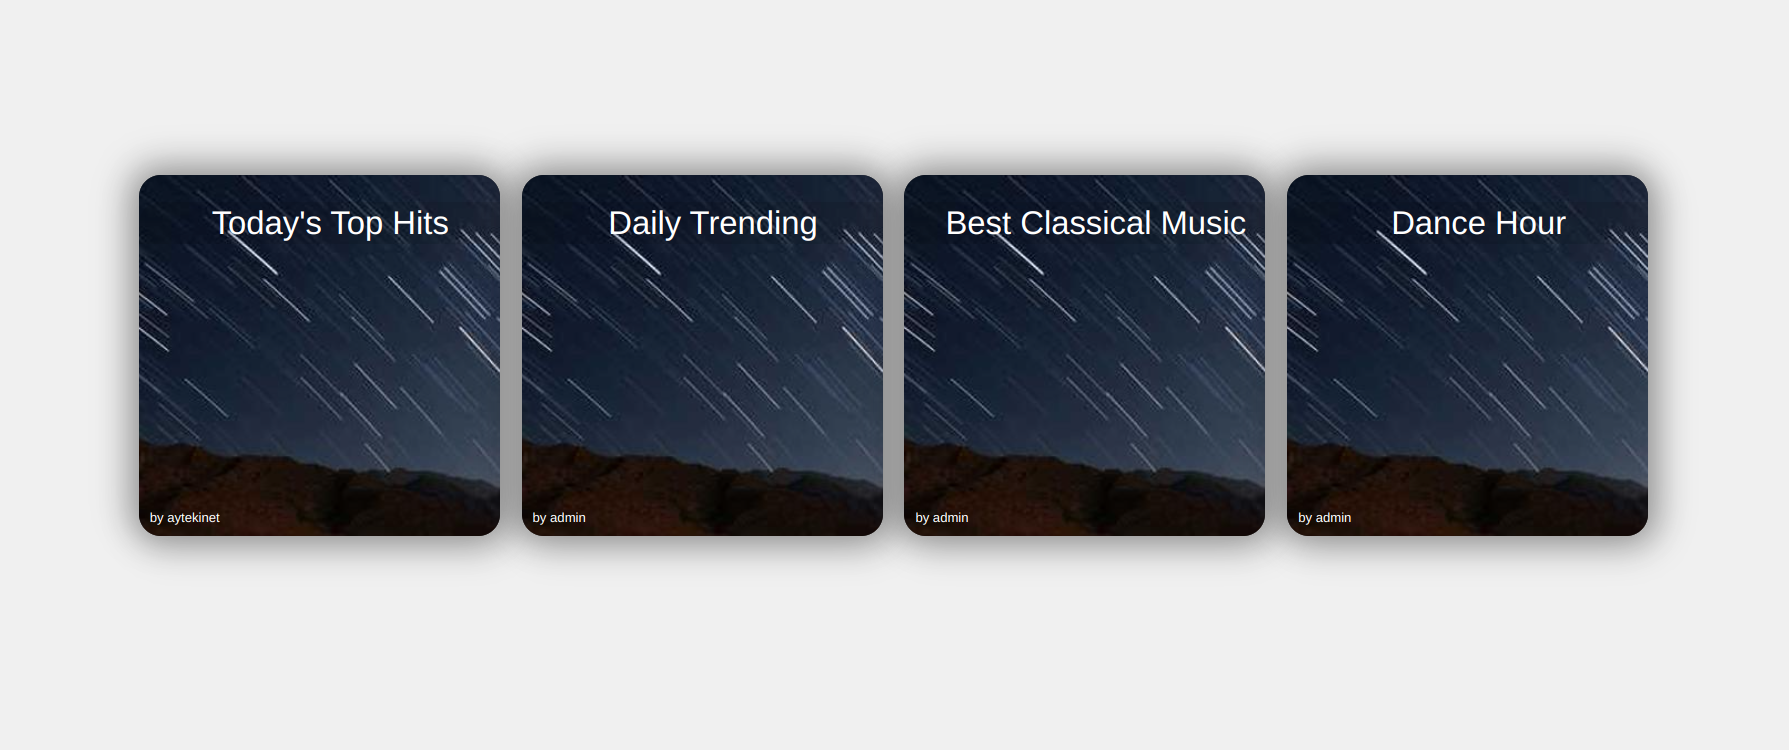 Today's Top Hits
Daily Trending
Best Classical Music
Dance Hour
by aytekinet
by admin
by admin
by admin